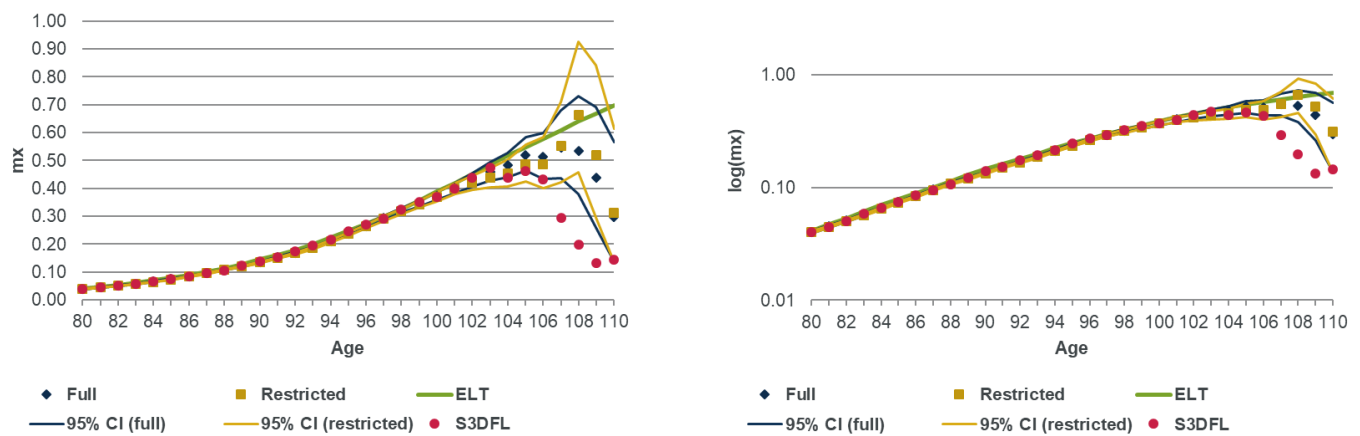 1.00
0.90
0.80
0.70
0.60
0.50
0.40
0.30
0.20
0.10
0.00
mx
80 82 84 86 88 90 92 94 96 98 100 102 104 106 108 110
Age
Full Restricted ELT
95% CI (full) 95% CI (restricted) S3DFL
1.00
0.10
0.01
log(mx)
80 82 84 86 88 90 92 94 96 98 100 102 104 106 108 110
Age
Full Restricted ELT
95% CI (full) 95% CI (restricted) S3DFL